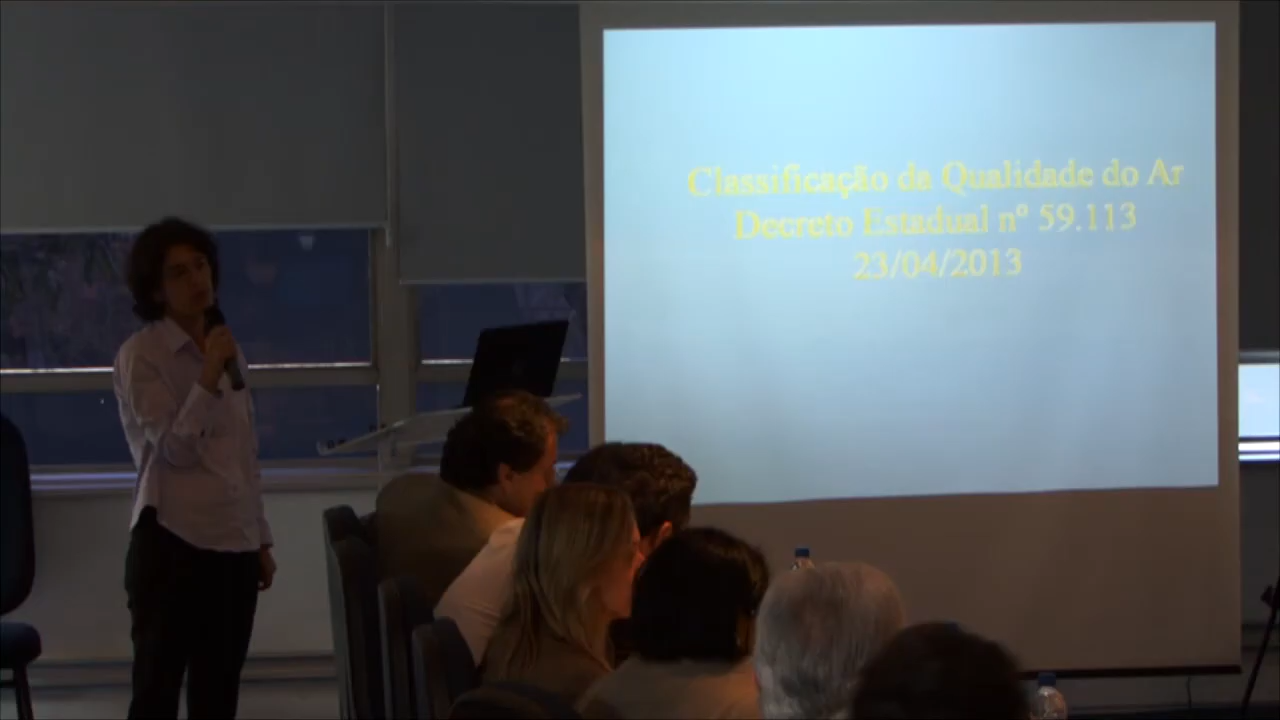 Classificação da Qualidade do Ar
Decreto Estadual nº 59.113
23/04/2013